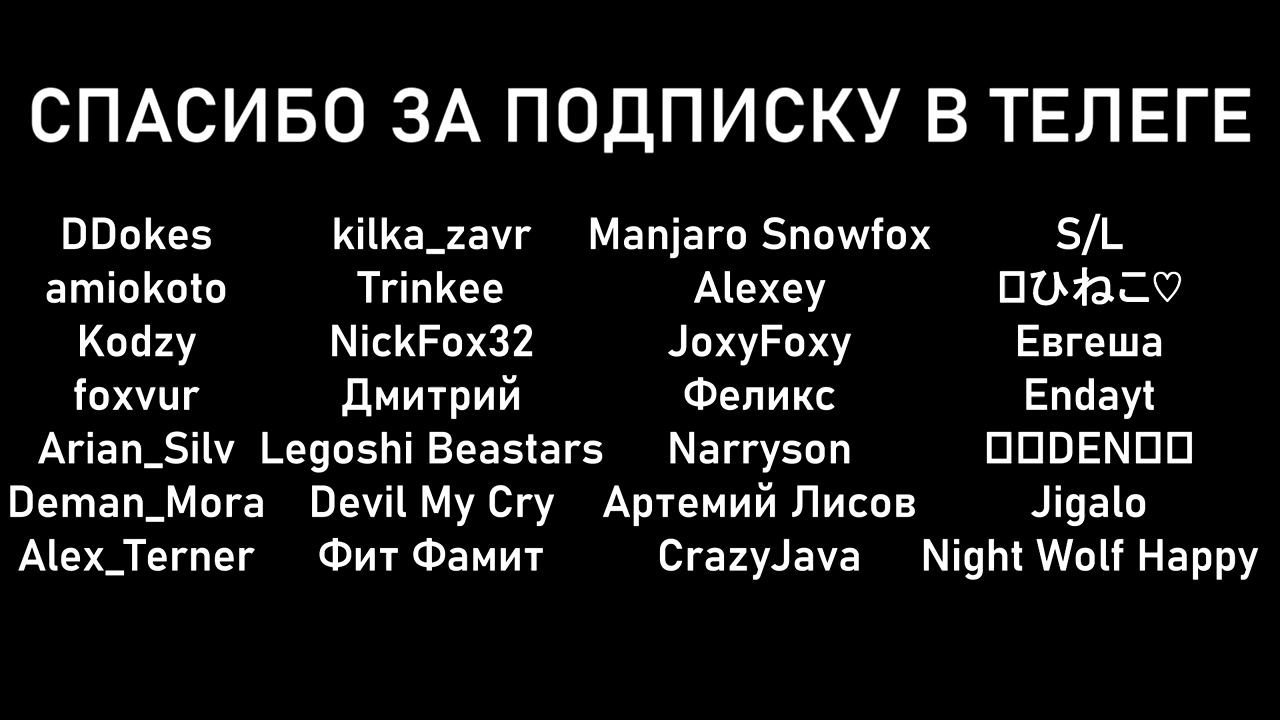 СПАСИБО ЗА ПОДПИСКУ В ТЕЛЕГЕ
DDokes kilka_zavr Manjaro Snowfox S/L
amiokoto Trinkee Alexey ひねこ♡
Kodzy NickFox32 JoxyFoxy Евгеша
foxvur Дмитрий Феликс Endayt
Arian_Silv Legoshi Beastars Narryson DEN
Deman_Mora Devil My Cry Артемий Лисов Jigalo
Alex_Terner Фит Фамит CrazyJava Night Wolf Happy